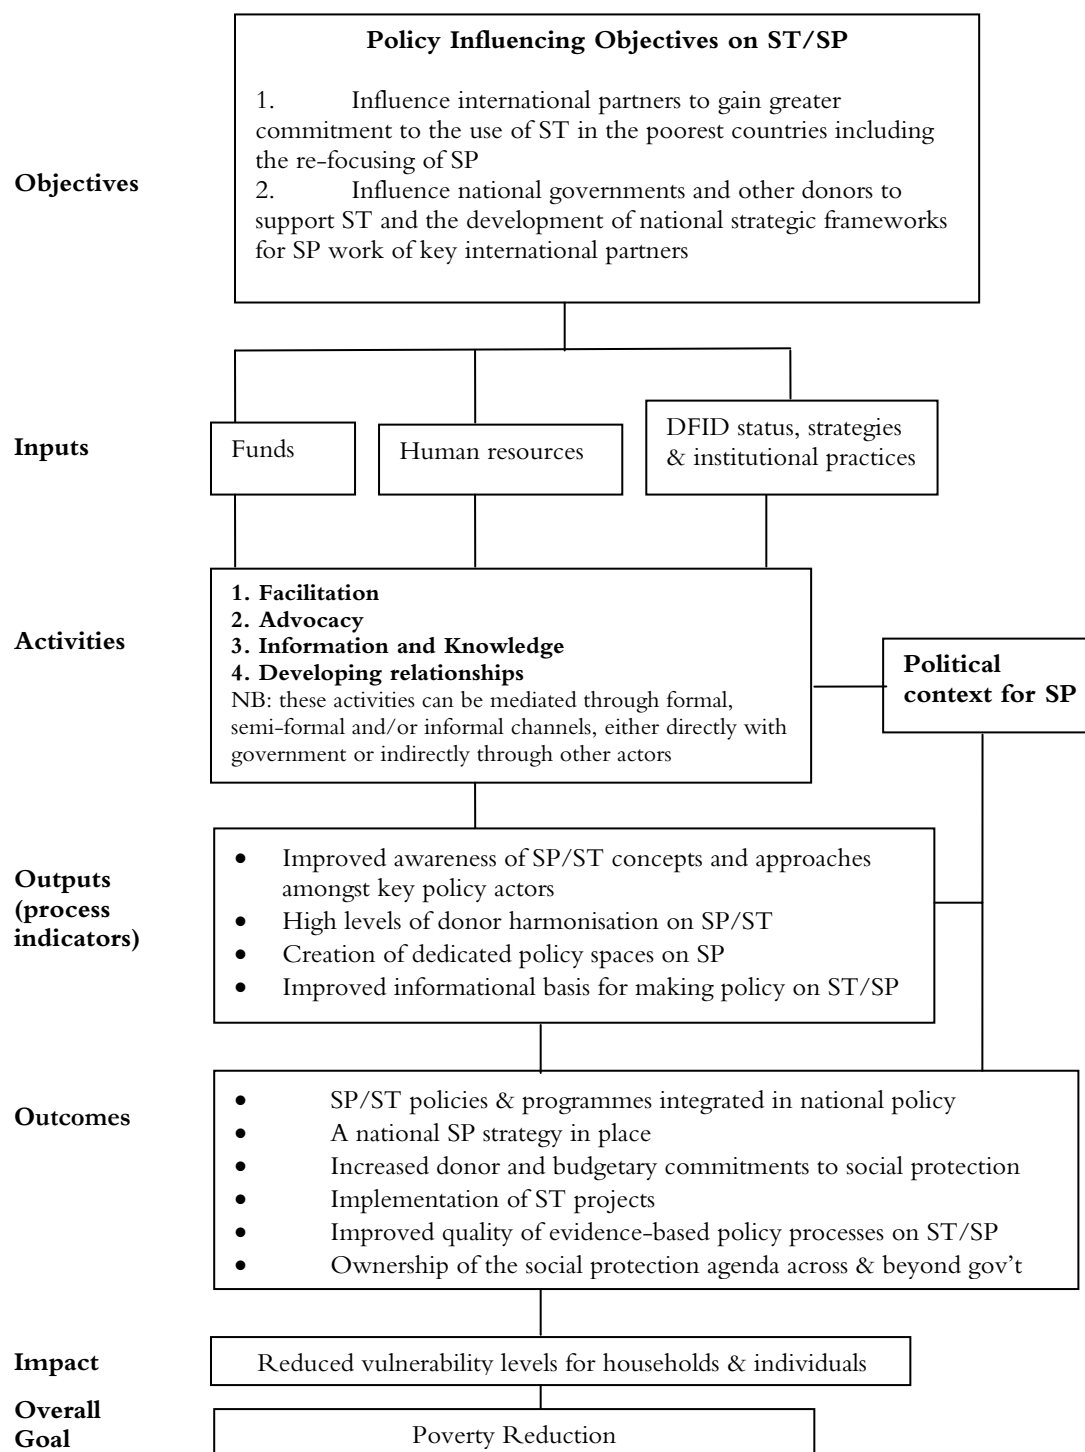 Policy Influencing Objectives on ST/SP
1. Influence international partners to gain greater
commitment to the use of ST in the poorest countries including
the re-focusing of SP
2. Influence national governments and other donors to
support ST and the development of national strategic frameworks
for SP work of key international partners
Objectives
Inputs
Funds
Human resources
DFID status, strategies
& institutional practices
Activities
1. Facilitation
2. Advocacy
3. Information and Knowledge
4. Developing relationships
NB: these activities can be mediated through formal,
semi-formal and/or informal channels, either directly with
government or indirectly through other actors
Political
context for SP
Outputs
(process
indicators)
• Improved awareness of SP/ST concepts and approaches
amongst key policy actors
• High levels of donor harmonisation on SP/ST
• Creation of dedicated policy spaces on SP
• Improved informational basis for making policy on ST/SP
Outcomes
• SP/ST policies & programmes integrated in national policy
• A national SP strategy in place
• Increased donor and budgetary commitments to social protection
• Implementation of ST projects
• Improved quality of evidence-based policy processes on ST/SP
• Ownership of the social protection agenda across & beyond gov’t
Impact
Reduced vulnerability levels for households & individuals
Overall
Goal
Poverty Reduction